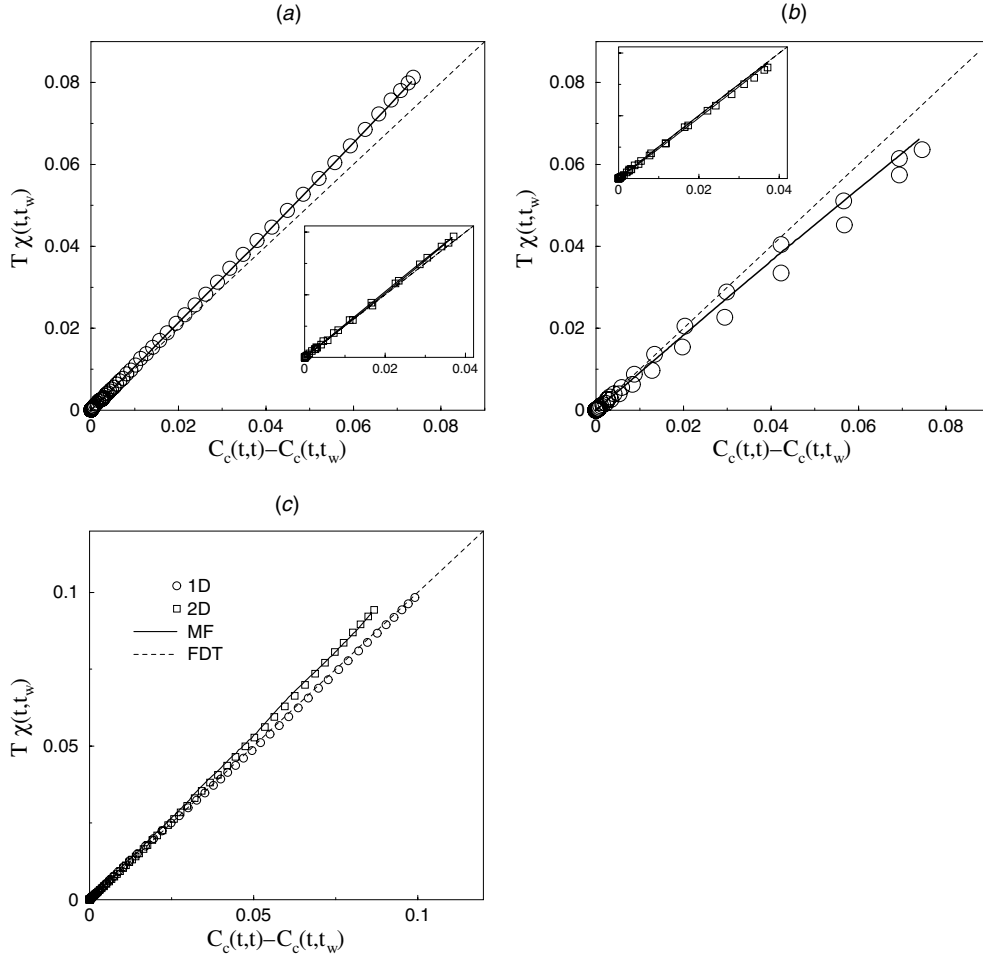 (a)
0.08
0.06
0.04
0.02
0
T χ(t,t_w)
0 0.02 0.04 0.06 0.08
C_c(t,t)−C_c(t,t_w)
0 0.02 0.04
(b)
0.08
0.06
0.04
0.02
0
T χ(t,t_w)
0 0.02 0.04 0.06 0.08
C_c(t,t)−C_c(t,t_w)
0 0.02 0.04
(c)
0.1
0.05
0
T χ(t,t_w)
1D
2D
MF
FDT
0 0.05 0.1
C_c(t,t)−C_c(t,t_w)